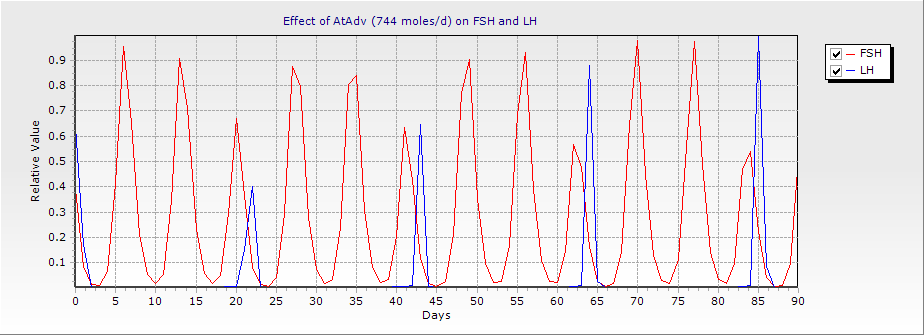 Effect of AtAdv (744 moles/d) on FSH and LH
FSH
LH
Relative Value
0.9
0.8
0.7
0.6
0.5
0.4
0.3
0.2
0.1
0 5 10 15 20 25 30 35 40 45 50 55 60 65 70 75 80 85 90
Days